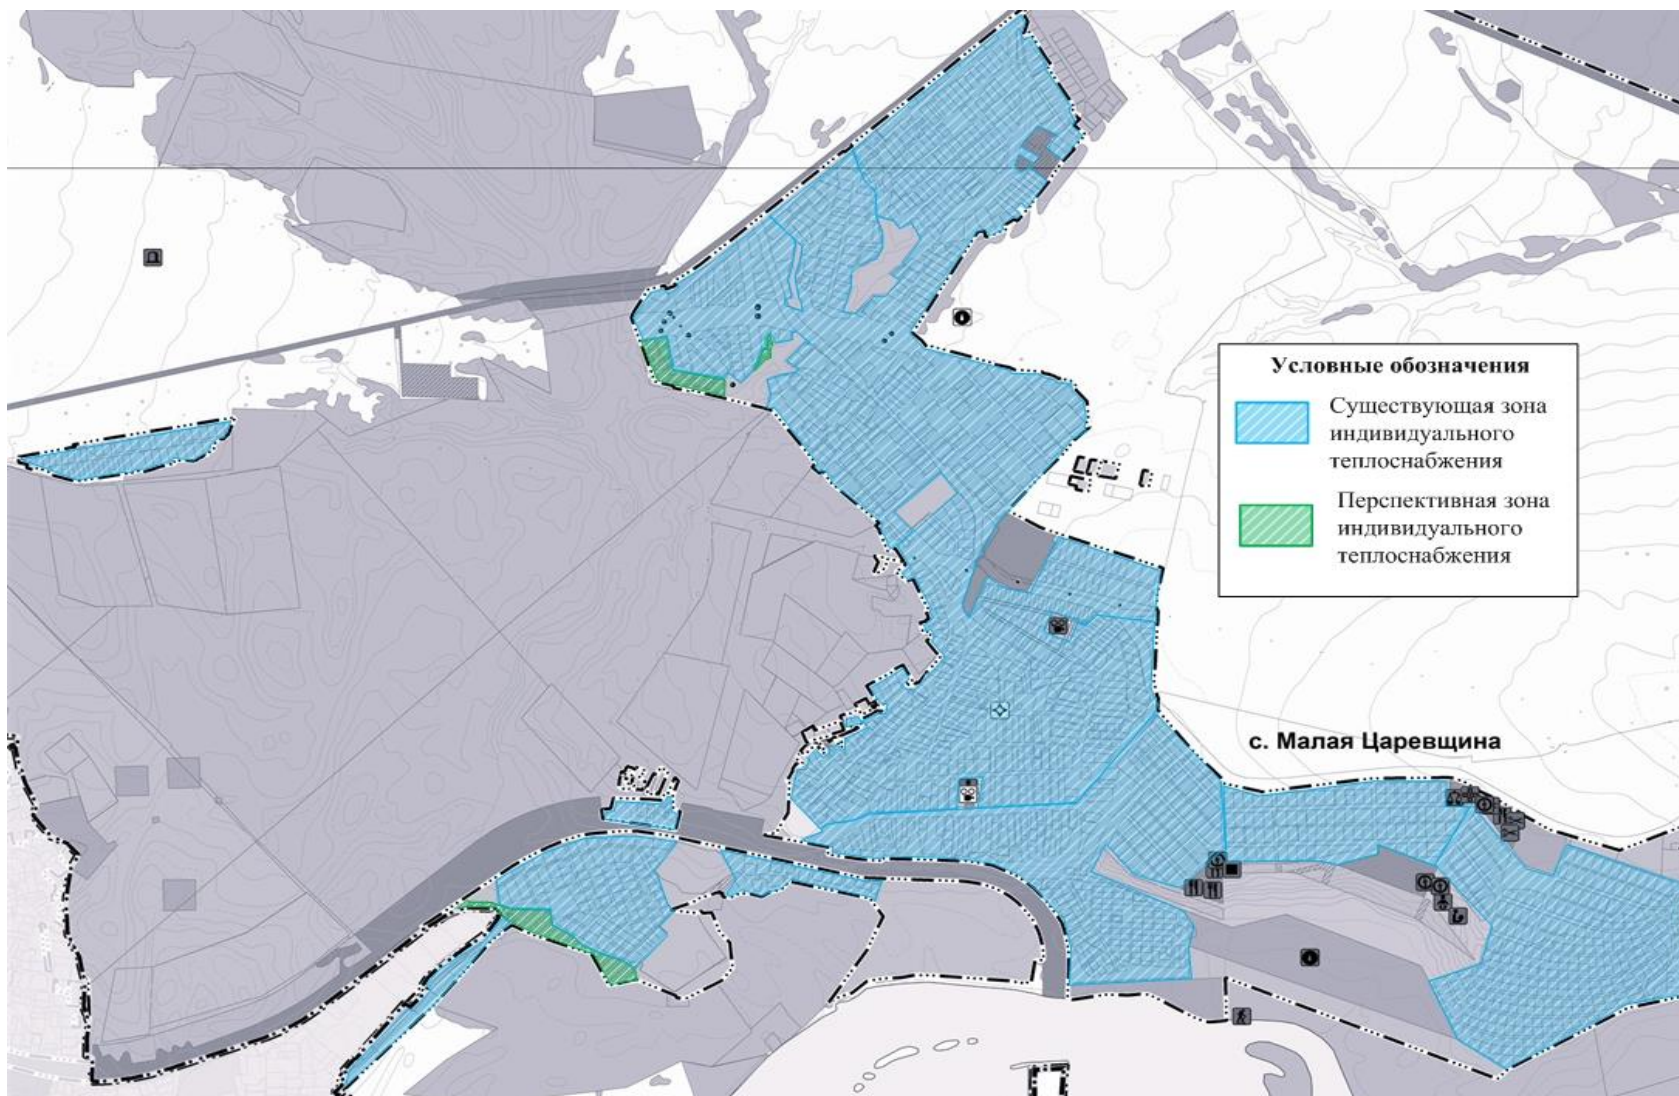 Условные обозначения
Существующая зона
индивидуального
теплоснабжения
Перспективная зона
индивидуального
теплоснабжения
с. Малая Царевщина